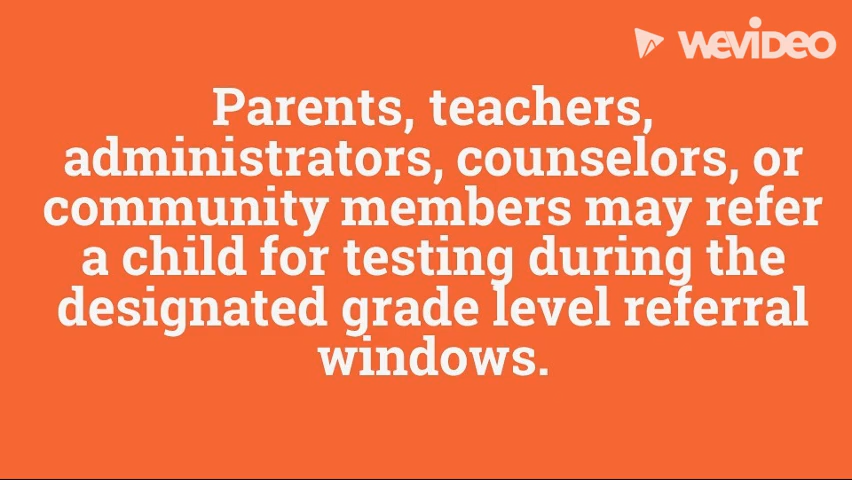 WEVIDEO
Parents, teachers,
administrators, counselors, or
community members may refer
a child for testing during the
designated grade level referral
windows.